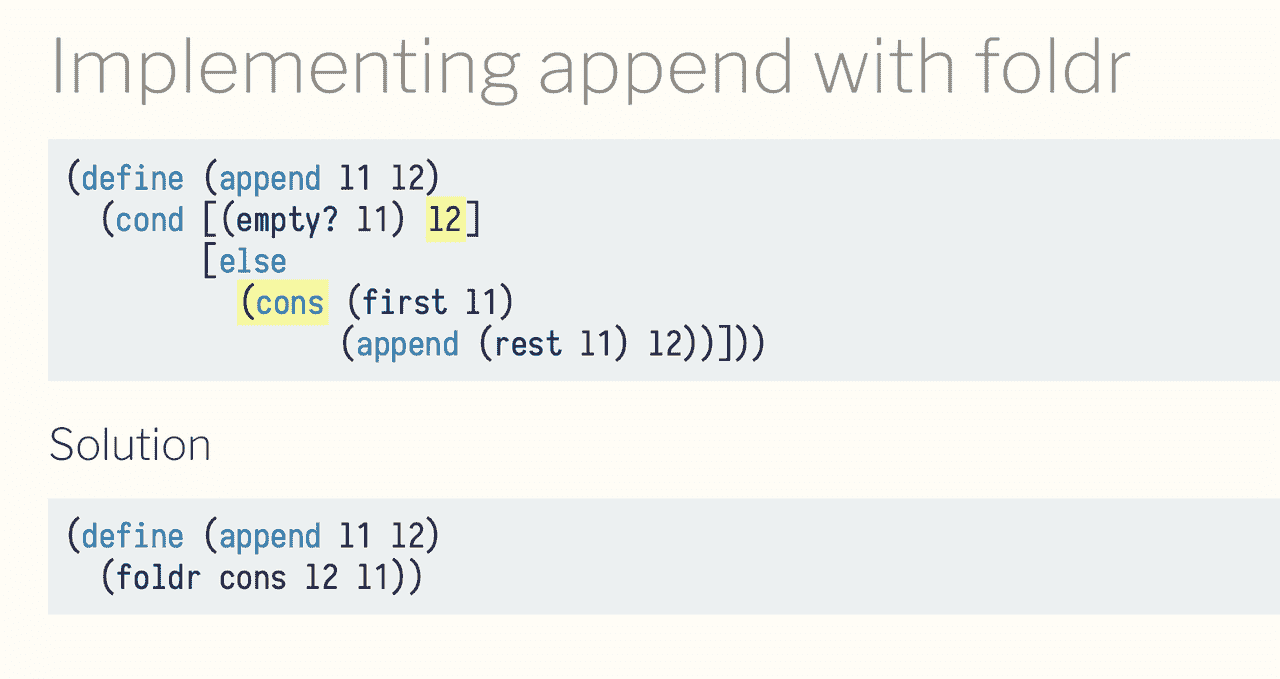 Implementing append with foldr
(define (append l1 l2)
  (cond [(empty? l1) l2]
        [else
          (cons (first l1)
                (append (rest l1) l2))]))
Solution
(define (append l1 l2)
  (foldr cons l2 l1))